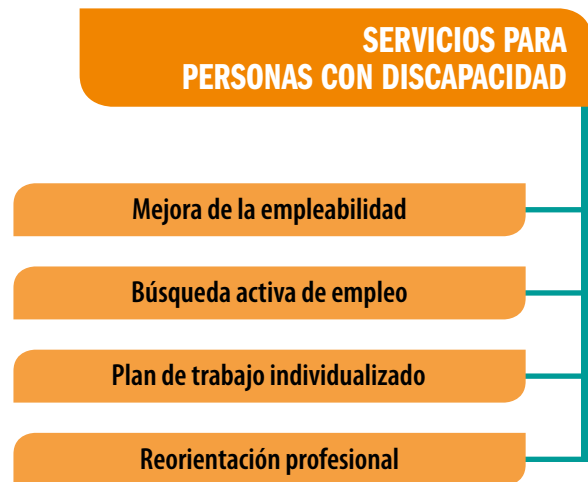 SERVICIOS PARA
PERSONAS CON DISCAPACIDAD
Mejora de la empleabilidad
Búsqueda activa de empleo
Plan de trabajo individualizado
Reorientación profesional